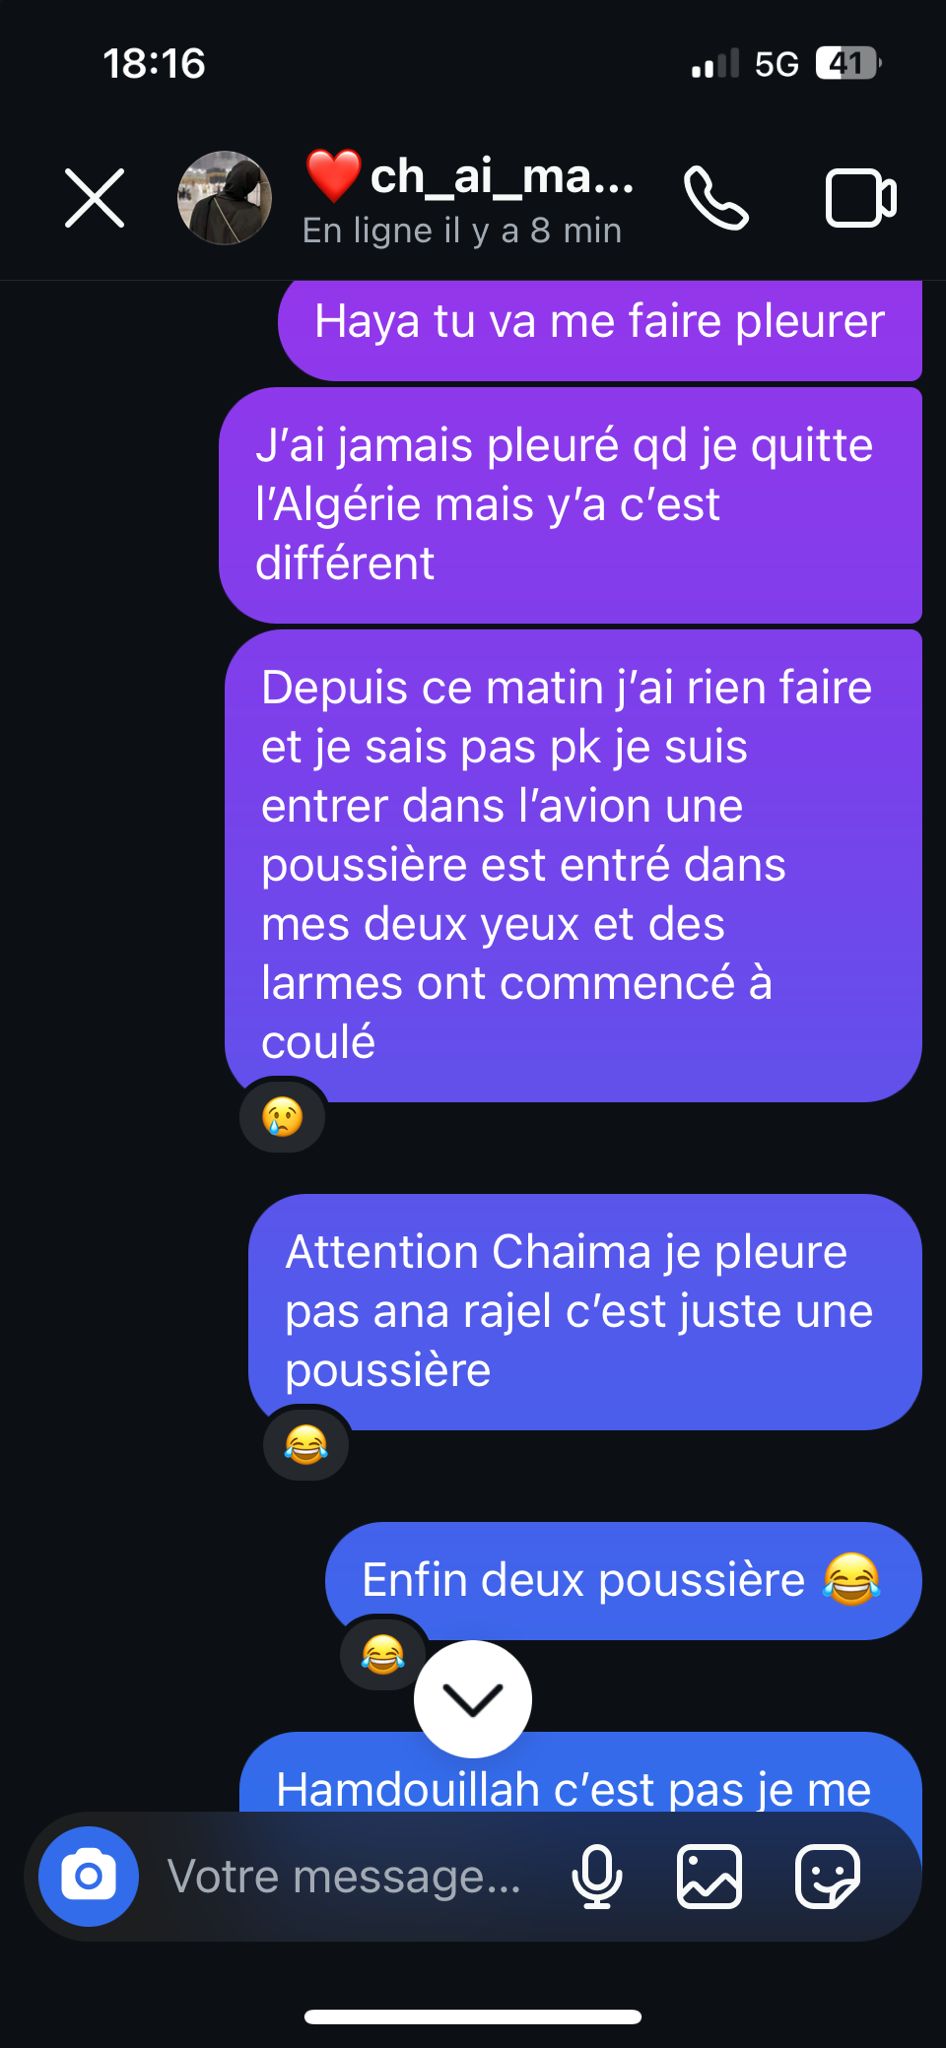 18:16
5G 41
❤️ch_ai_ma...
En ligne il y a 8 min
Haya tu va me faire pleurer
J'ai jamais pleuré qd je quitte
l'Algérie mais y'a c'est
différent
Depuis ce matin j'ai rien faire
et je sais pas pk je suis
entrer dans l'avion une
poussière est entré dans
mes deux yeux et des
larmes ont commencé à
coulé
😢
Attention Chaima je pleure
pas ana rajel c'est juste une
poussière
😂
Enfin deux poussière 😂
😂
Hamdouillah c'est pas je me
Votre message...